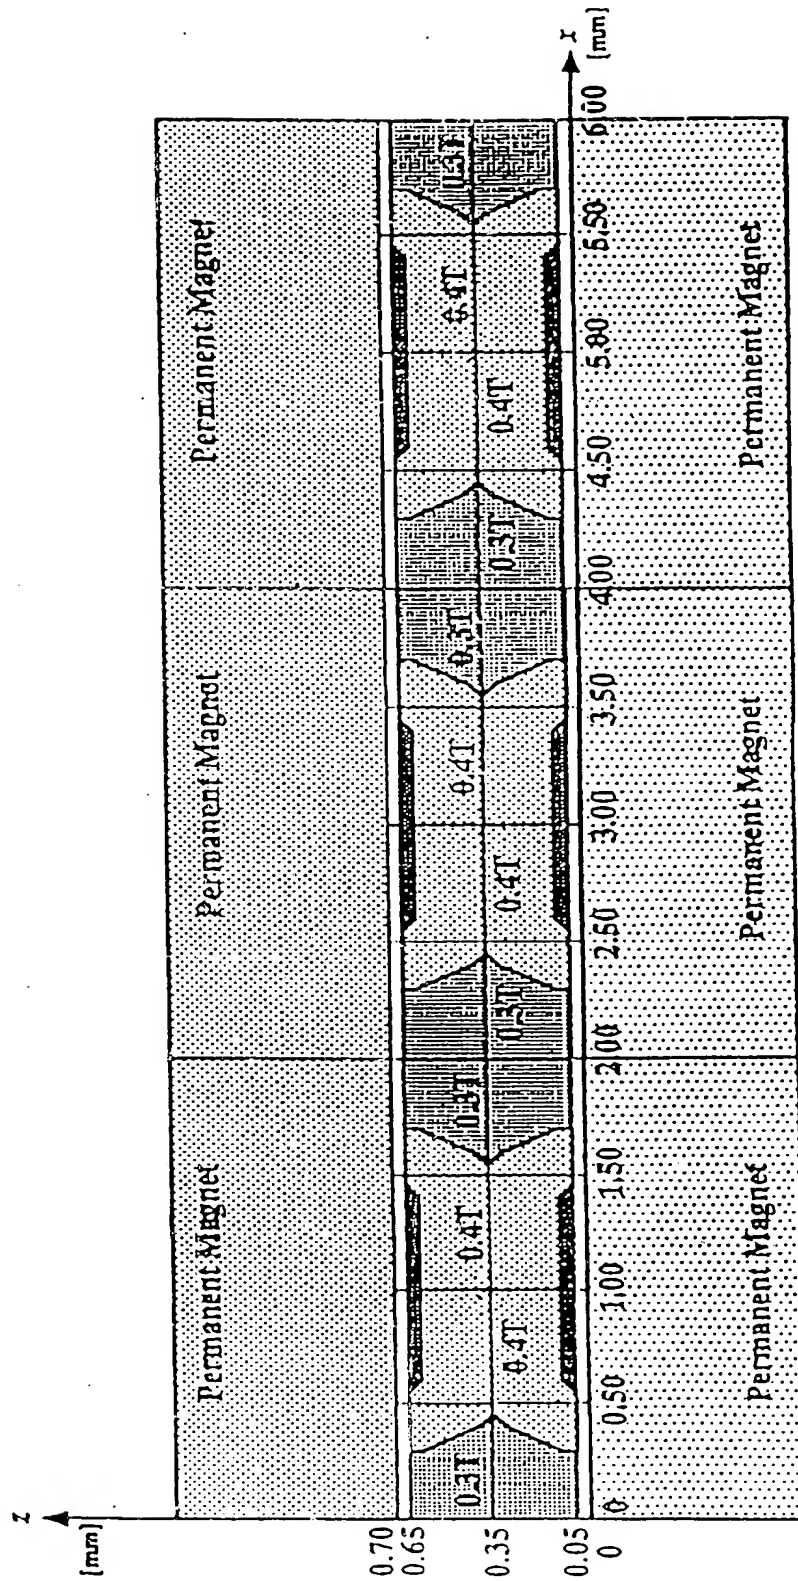 z
[mm]
Permanent Magnet Permanent Magnet Permanent Magnet
0.70
0.65
0.3T 0.4T 0.3T 0.4T 0.3T 0.4T 0.3T
0.35
0.4T 0.3T 0.4T 0.3T 0.4T
0.05
0
r
[mm]
0 0.50 1.00 1.50 2.00 2.50 3.00 3.50 4.00 4.50 5.00 5.50 6.00
Permanent Magnet Permanent Magnet Permanent Magnet